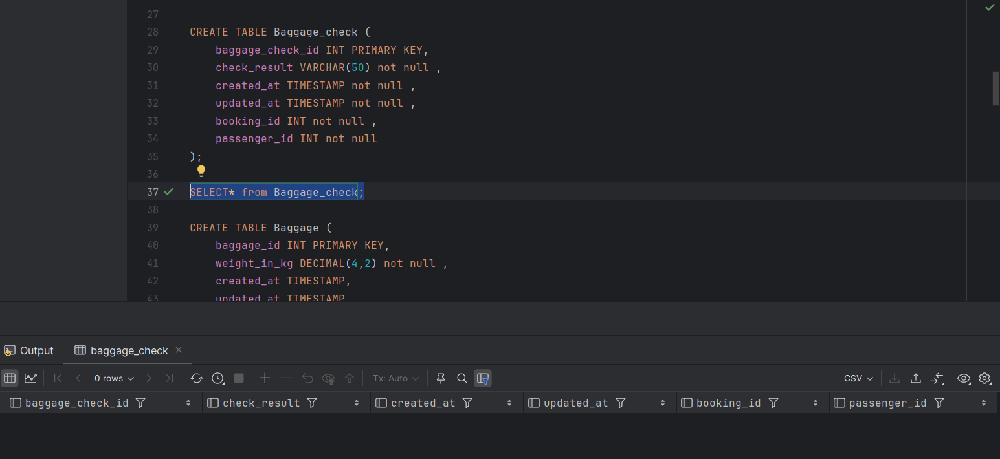 27
28 CREATE TABLE Baggage_check (
29 baggage_check_id INT PRIMARY KEY,
30 check_result VARCHAR(50) not null ,
31 created_at TIMESTAMP not null ,
32 updated_at TIMESTAMP not null ,
33 booking_id INT not null ,
34 passenger_id INT not null
35 );
36
37 SELECT* from Baggage_check;
38
39 CREATE TABLE Baggage (
40 baggage_id INT PRIMARY KEY,
41 weight_in_kg DECIMAL(4,2) not null ,
42 created_at TIMESTAMP,
43 updated_at TIMESTAMP
Output baggage_check
0 rows Tx: Auto CSV
baggage_check_id check_result created_at updated_at booking_id passenger_id